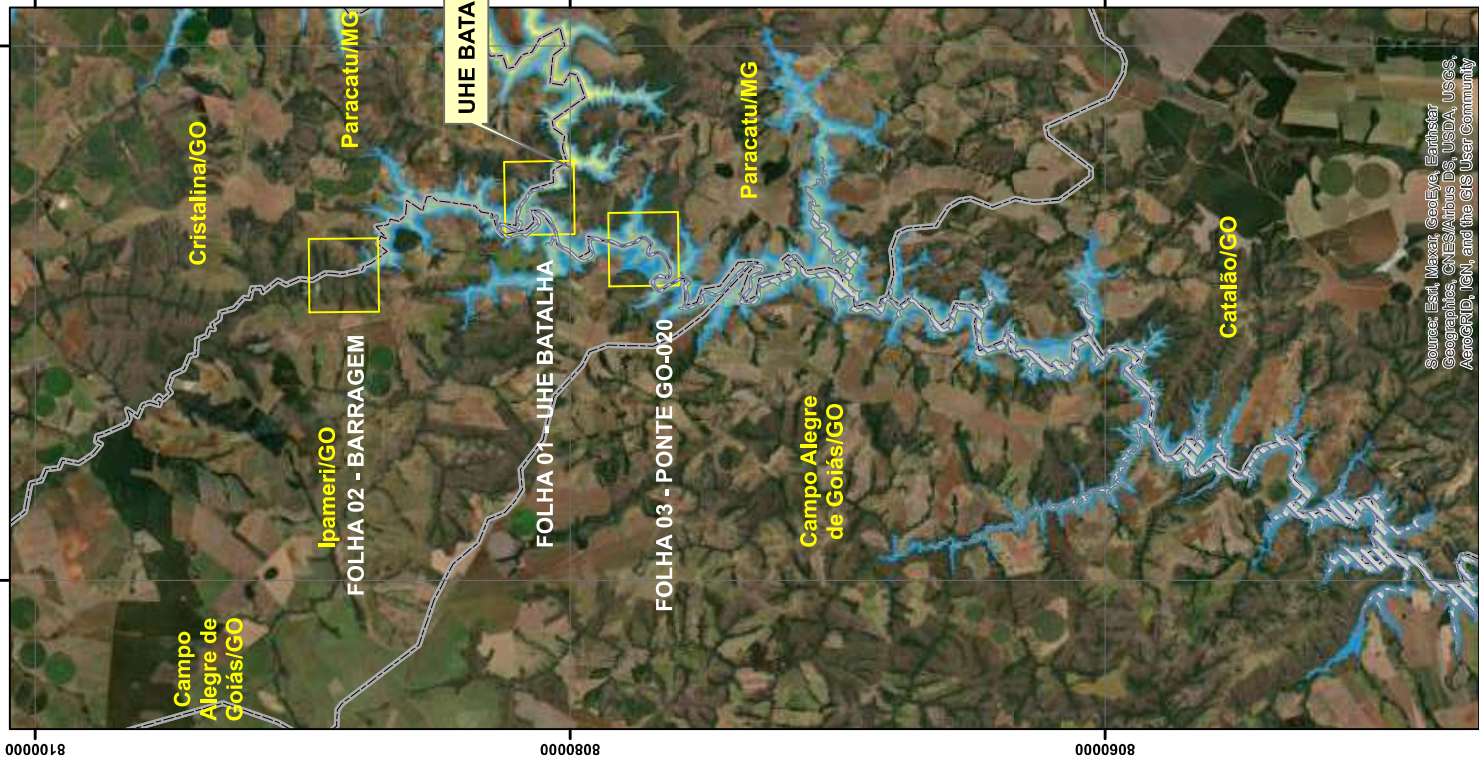 UHE BATA
Paracatu/MG
Cristalina/GO
Paracatu/MG
Ipameri/GO
FOLHA 02 - BARRAGEM
FOLHA 01 - UHE BATALHA
FOLHA 03 - PONTE GO-020
Campo Alegre
de Goiás/GO
Catalão/GO
Campo
Alegre de
Goiás/GO
8100000
8080000
8060000
Source: Esri, Maxar, GeoEye, Earthstar
Geographics, CNES/Airbus DS, USDA, USGS,
AeroGRID, IGN, and the GIS User Community